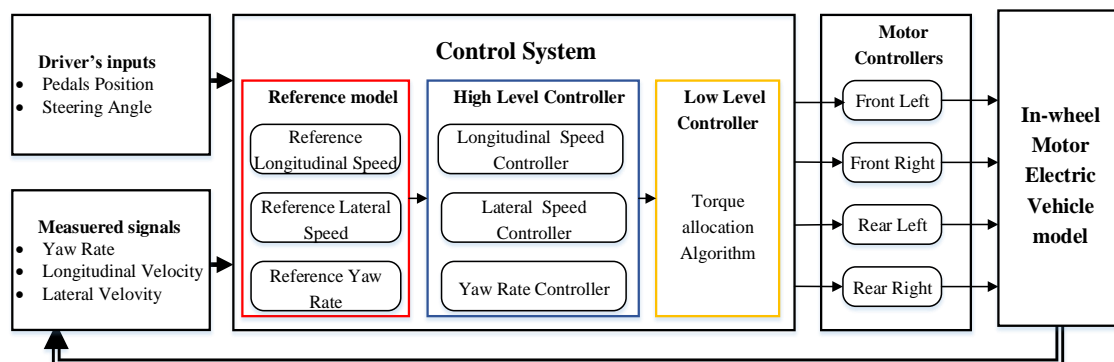 Driver's inputs
• Pedals Position
• Steering Angle
Measuered signals
• Yaw Rate
• Longitudinal Velocity
• Lateral Velovity
Control System
Reference model
Reference
Longitudinal Speed
Reference Lateral
Speed
Reference Yaw
Rate
High Level Controller
Longitudinal Speed
Controller
Lateral Speed
Controller
Yaw Rate Controller
Low Level
Controller
Torque
allocation
Algorithm
Motor
Controllers
Front Left
Front Right
Rear Left
Rear Right
In-wheel
Motor
Electric
Vehicle
model